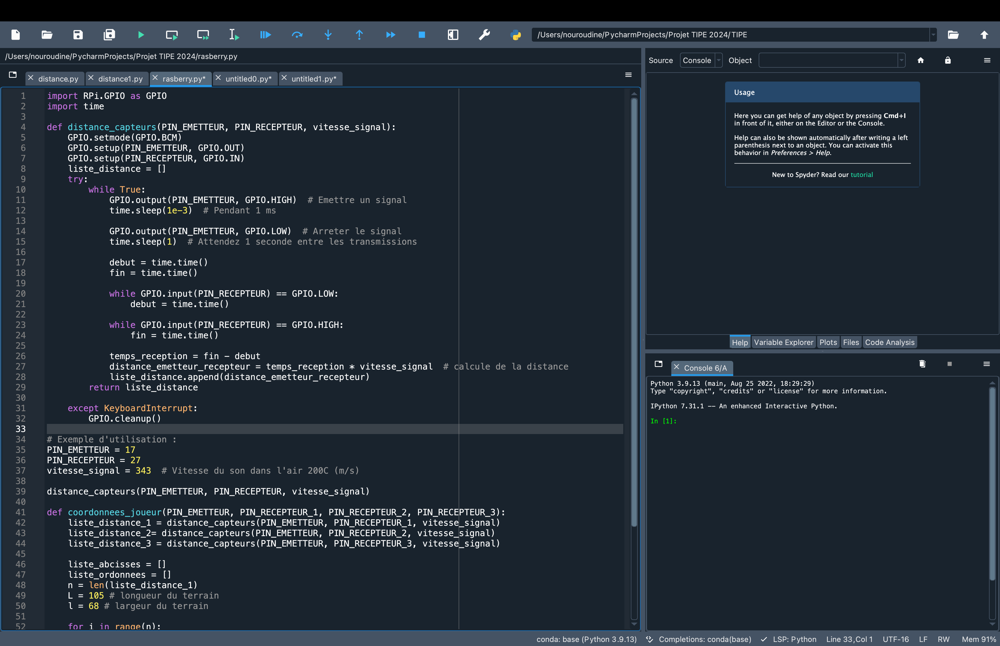 /Users/nouroudine/PycharmProjects/Projet TIPE 2024/TIPE
/Users/nouroudine/PycharmProjects/Projet TIPE 2024/rasberry.py
distance.py
distance1.py
rasberry.py*
untitled0.py*
untitled1.py*
1 import RPi.GPIO as GPIO
2 import time
3
4 def distance_capteurs(PIN_EMETTEUR, PIN_RECEPTEUR, vitesse_signal):
5     GPIO.setmode(GPIO.BCM)
6     GPIO.setup(PIN_EMETTEUR, GPIO.OUT)
7     GPIO.setup(PIN_RECEPTEUR, GPIO.IN)
8     liste_distance = []
9     try:
10         while True:
11             GPIO.output(PIN_EMETTEUR, GPIO.HIGH)  # Emettre un signal
12             time.sleep(1e-3)  # Pendant 1 ms
13
14             GPIO.output(PIN_EMETTEUR, GPIO.LOW)  # Arreter le signal
15             time.sleep(1)  # Attendez 1 seconde entre les transmissions
16
17             debut = time.time()
18             fin = time.time()
19
20             while GPIO.input(PIN_RECEPTEUR) == GPIO.LOW:
21                 debut = time.time()
22
23             while GPIO.input(PIN_RECEPTEUR) == GPIO.HIGH:
24                 fin = time.time()
25
26             temps_reception = fin - debut
27             distance_emetteur_recepteur = temps_reception * vitesse_signal  # calcule de la distance
28             liste_distance.append(distance_emetteur_recepteur)
29         return liste_distance
30
31     except KeyboardInterrupt:
32         GPIO.cleanup()
33
34 # Exemple d'utilisation :
35 PIN_EMETTEUR = 17
36 PIN_RECEPTEUR = 27
37 vitesse_signal = 343  # Vitesse du son dans l'air 200C (m/s)
38
39 distance_capteurs(PIN_EMETTEUR, PIN_RECEPTEUR, vitesse_signal)
40
41 def coordonnees_joueur(PIN_EMETTEUR, PIN_RECEPTEUR_1, PIN_RECEPTEUR_2, PIN_RECEPTEUR_3):
42     liste_distance_1 = distance_capteurs(PIN_EMETTEUR, PIN_RECEPTEUR_1, vitesse_signal)
43     liste_distance_2= distance_capteurs(PIN_EMETTEUR, PIN_RECEPTEUR_2, vitesse_signal)
44     liste_distance_3 = distance_capteurs(PIN_EMETTEUR, PIN_RECEPTEUR_3, vitesse_signal)
45
46     liste_abcisses = []
47     liste_ordonnees = []
48     n = len(liste_distance_1)
49     L = 105 # longueur du terrain
50     l = 68 # largeur du terrain
51
52     for i in range(n):
Source Console Object
Usage
Here you can get help of any object by pressing Cmd+I
in front of it, either on the Editor or the Console.
Help can also be shown automatically after writing a left
parenthesis next to an object. You can activate this
behavior in Preferences > Help.
New to Spyder? Read our tutorial
Help Variable Explorer Plots Files Code Analysis
Console 6/A
Python 3.9.13 (main, Aug 25 2022, 18:29:29)
Type "copyright", "credits" or "license" for more information.
IPython 7.31.1 -- An enhanced Interactive Python.
In [1]:
conda: base (Python 3.9.13) Completions: conda(base) LSP: Python Line 33,Col 1 UTF-16 LF RW Mem 91%